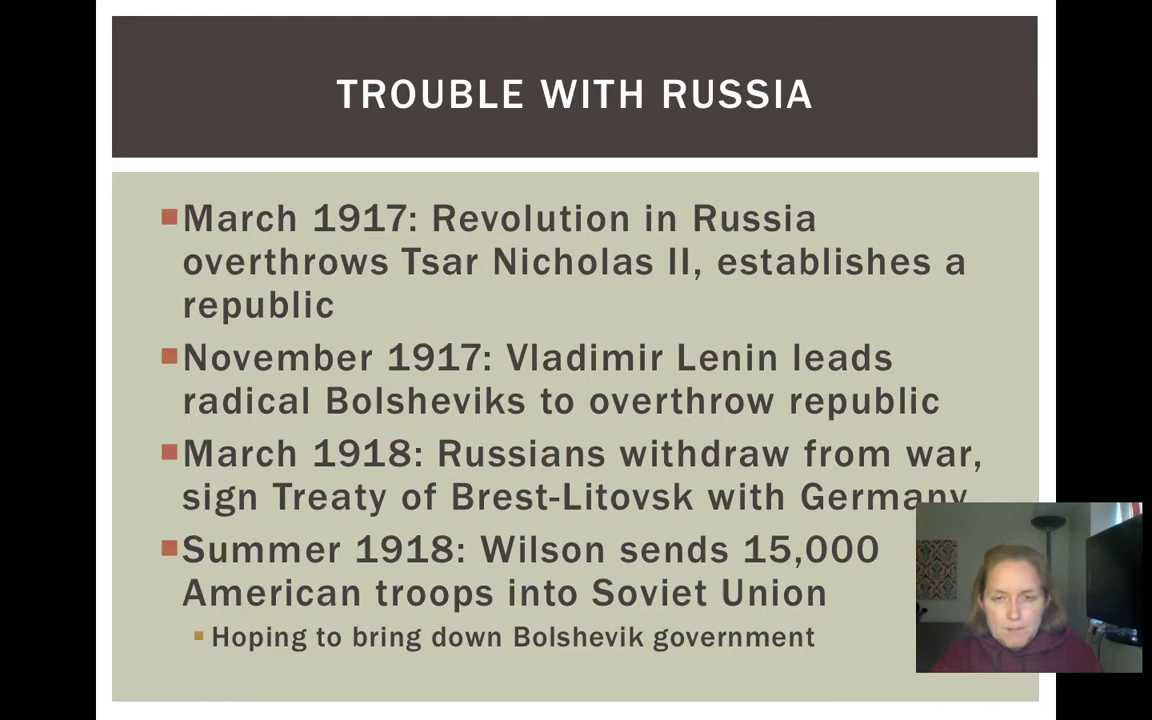 TROUBLE WITH RUSSIA
March 1917: Revolution in Russia
overthrows Tsar Nicholas II, establishes a
republic
November 1917: Vladimir Lenin leads
radical Bolsheviks to overthrow republic
March 1918: Russians withdraw from war,
sign Treaty of Brest-Litovsk with Germany
Summer 1918: Wilson sends 15,000
American troops into Soviet Union
Hoping to bring down Bolshevik government